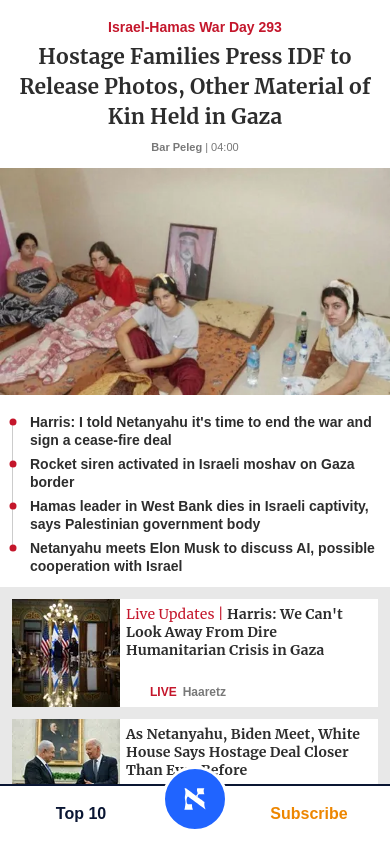 Israel-Hamas War Day 293
Hostage Families Press IDF to
Release Photos, Other Material of
Kin Held in Gaza
Bar Peleg | 04:00
Harris: I told Netanyahu it's time to end the war and
sign a cease-fire deal
Rocket siren activated in Israeli moshav on Gaza
border
Hamas leader in West Bank dies in Israeli captivity,
says Palestinian government body
Netanyahu meets Elon Musk to discuss AI, possible
cooperation with Israel
Live Updates | Harris: We Can't
Look Away From Dire
Humanitarian Crisis in Gaza
LIVE Haaretz
As Netanyahu, Biden Meet, White
House Says Hostage Deal Closer
Than Ever Before
Top 10
Subscribe